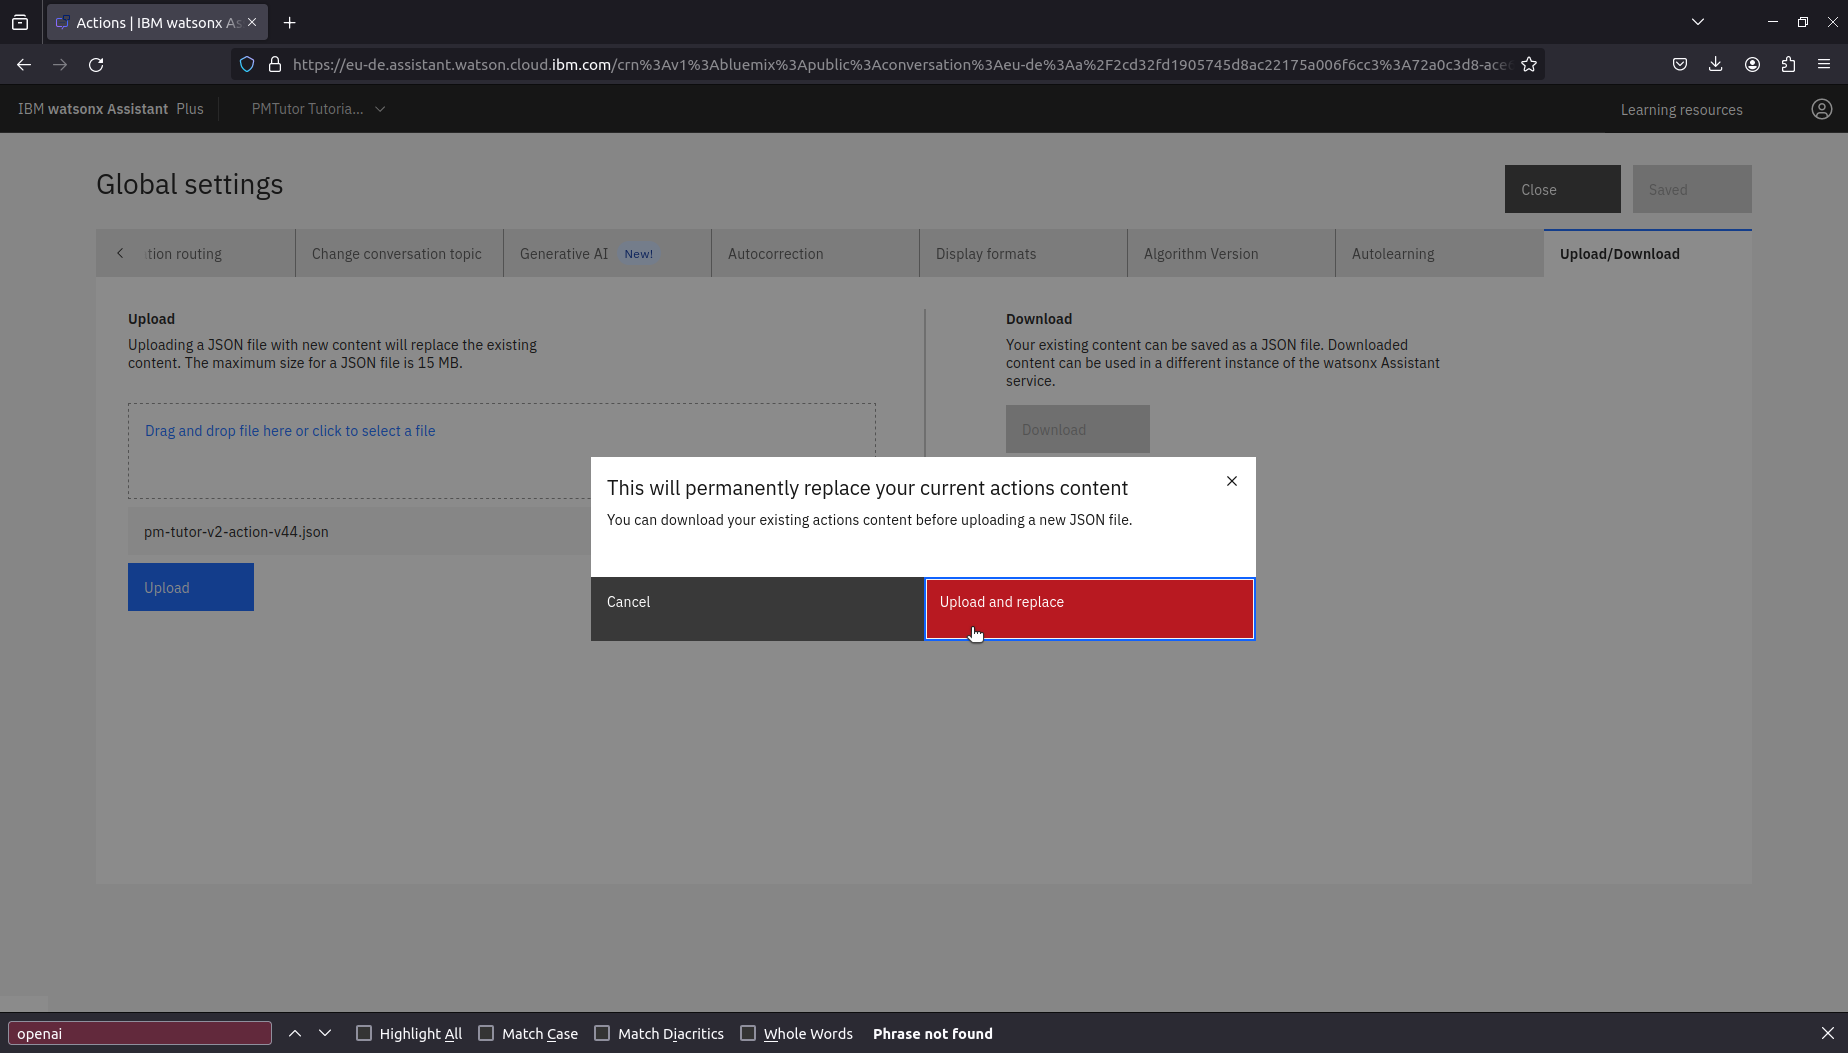 Actions | IBM watsonx As
https://eu-de.assistant.watson.cloud.ibm.com/crn%3Av1%3Abluemix%3Apublic%3Aconversation%3Aeu-de%3Aa%2F2cd32fd1905745d8ac22175a006f6cc3%3A72a0c3d8-ace
IBM watsonx Assistant Plus
PMTutor Tutoria...
Learning resources
Global settings
Close
Saved
tion routing
Change conversation topic
Generative AI New!
Autocorrection
Display formats
Algorithm Version
Autolearning
Upload/Download
Upload
Uploading a JSON file with new content will replace the existing
content. The maximum size for a JSON file is 15 MB.
Drag and drop file here or click to select a file
pm-tutor-v2-action-v44.json
Upload
Download
Your existing content can be saved as a JSON file. Downloaded
content can be used in a different instance of the watsonx Assistant
service.
Download
This will permanently replace your current actions content
You can download your existing actions content before uploading a new JSON file.
Cancel
Upload and replace
openai
Highlight All
Match Case
Match Diacritics
Whole Words
Phrase not found